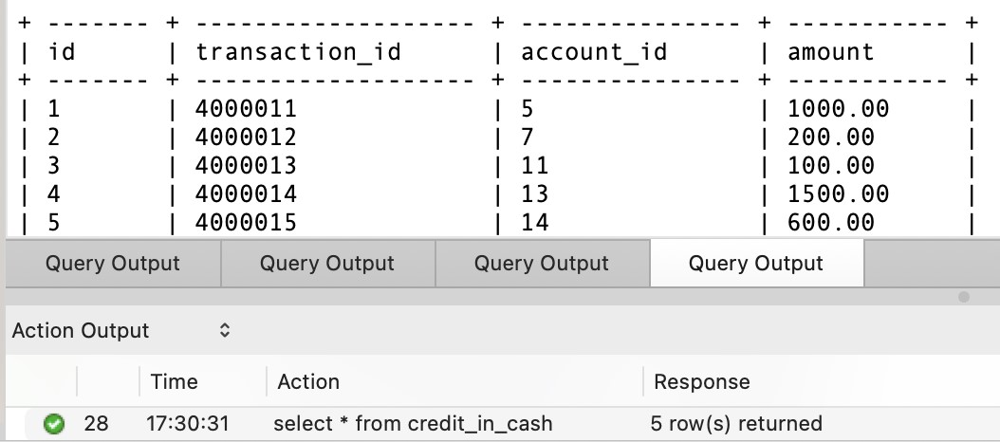 + ------- + ------------------- + --------------- + ----------- +
| id | transaction_id | account_id | amount |
+ ------- + ------------------- + --------------- + ----------- +
| 1 | 4000011 | 5 | 1000.00 |
| 2 | 4000012 | 7 | 200.00 |
| 3 | 4000013 | 11 | 100.00 |
| 4 | 4000014 | 13 | 1500.00 |
| 5 | 4000015 | 14 | 600.00 |
Query Output Query Output Query Output Query Output
Action Output
Time Action Response
28 17:30:31 select * from credit_in_cash 5 row(s) returned